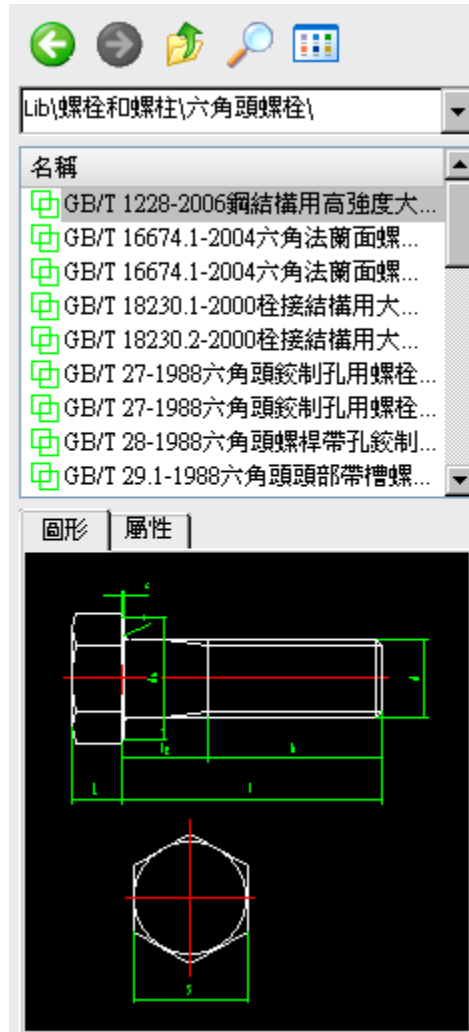 Lib\螺栓和螺柱\六角頭螺栓\
名稱
GB/T 1228-2006鋼結構用高強度大...
GB/T 16674.1-2004六角法蘭面螺...
GB/T 16674.1-2004六角法蘭面螺...
GB/T 18230.1-2000栓接結構用大...
GB/T 18230.2-2000栓接結構用大...
GB/T 27-1988六角頭鉸制孔用螺栓...
GB/T 27-1988六角頭鉸制孔用螺栓...
GB/T 28-1988六角頭螺桿帶孔鉸制...
GB/T 29.1-1988六角頭頭部帶槽螺...
圖形 屬性